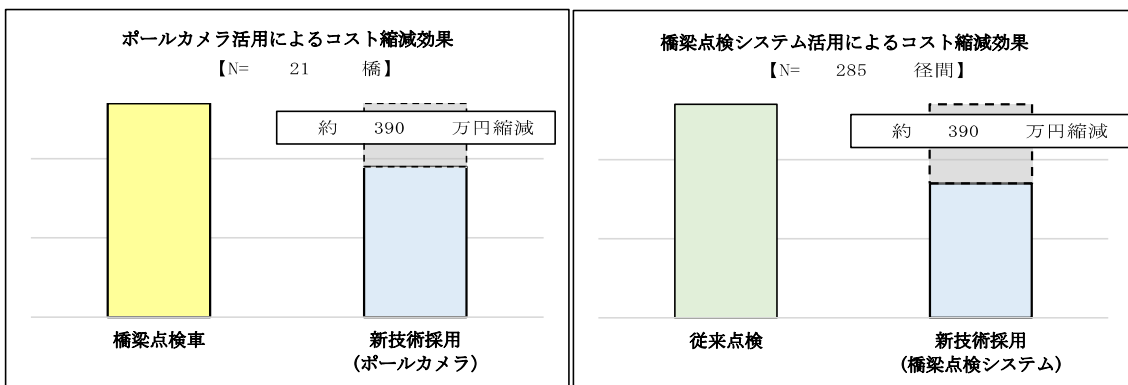 ポールカメラ活用によるコスト縮減効果
【N= 21 橋】
約 390 万円縮減
橋梁点検車
新技術採用
(ポールカメラ)
橋梁点検システム活用によるコスト縮減効果
【N= 285 径間】
約 390 万円縮減
従来点検
新技術採用
(橋梁点検システム)